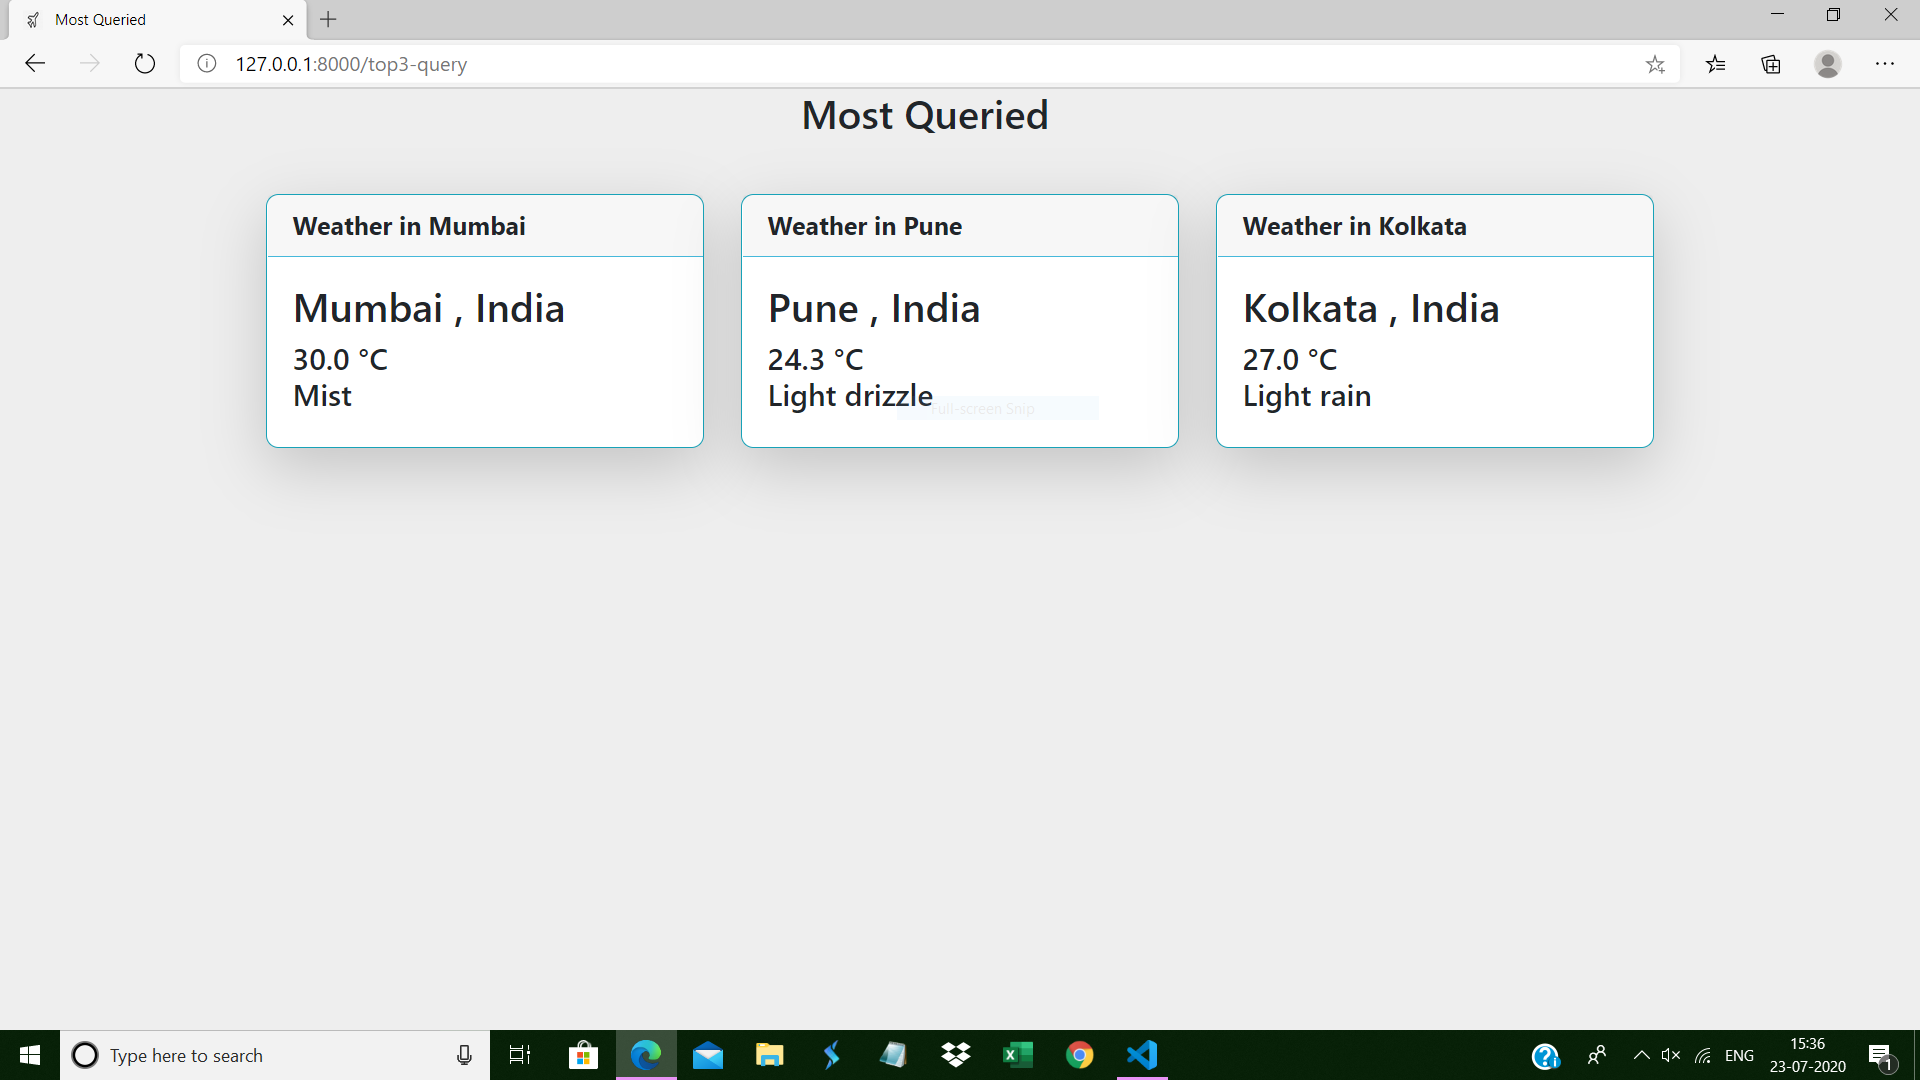 Most Queried
127.0.0.1:8000/top3-query
Most Queried
Weather in Mumbai
Mumbai , India
30.0 °C
Mist
Weather in Pune
Pune , India
24.3 °C
Light drizzle
Full-screen Snip
Weather in Kolkata
Kolkata , India
27.0 °C
Light rain
Type here to search
ENG
15:36
23-07-2020
1